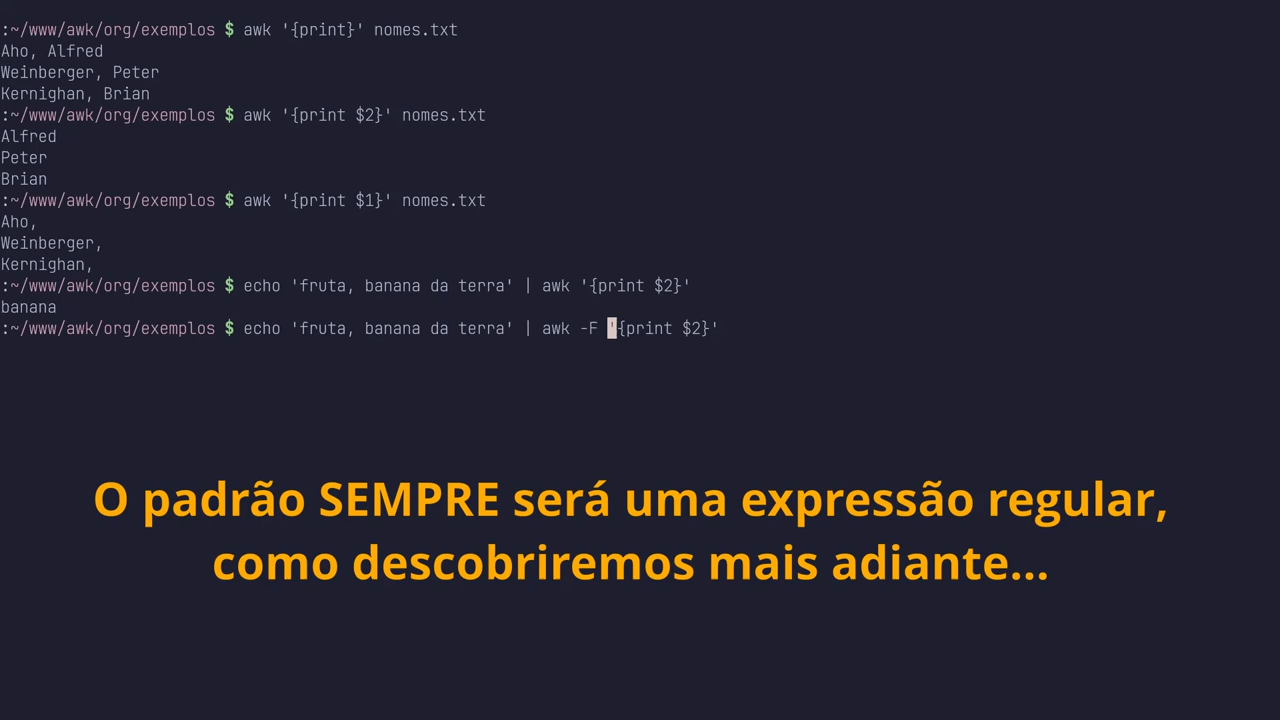 :~/www/awk/org/exemplos $ awk '{print}' nomes.txt
Aho, Alfred
Weinberger, Peter
Kernighan, Brian
:~/www/awk/org/exemplos $ awk '{print $2}' nomes.txt
Alfred
Peter
Brian
:~/www/awk/org/exemplos $ awk '{print $1}' nomes.txt
Aho,
Weinberger,
Kernighan,
:~/www/awk/org/exemplos $ echo 'fruta, banana da terra' | awk '{print $2}'
banana
:~/www/awk/org/exemplos $ echo 'fruta, banana da terra' | awk -F '{print $2}'
O padrão SEMPRE será uma expressão regular,
como descobriremos mais adiante...